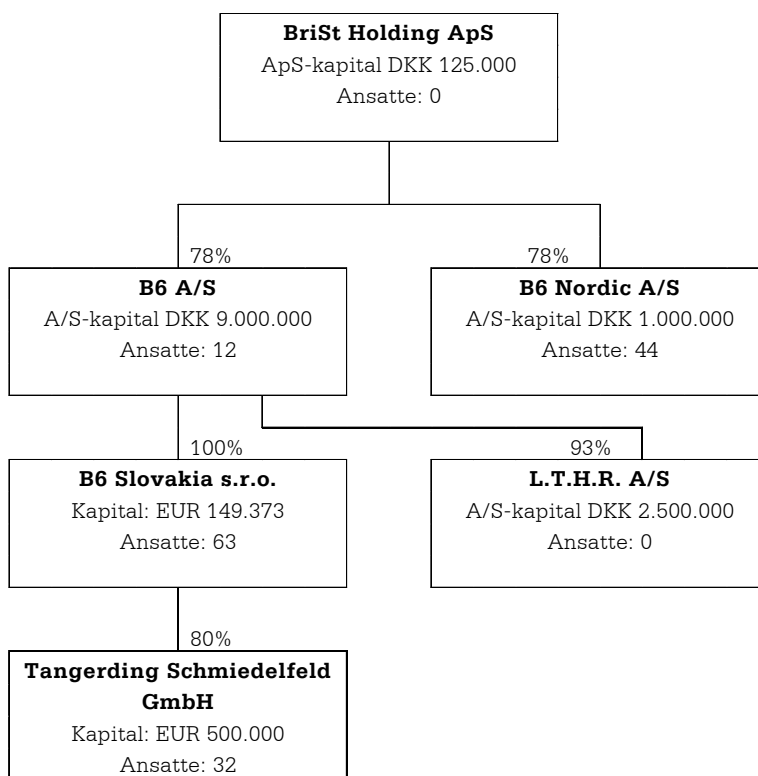 BriSt Holding ApS
ApS-kapital DKK 125.000
Ansatte: 0
78%
B6 A/S
A/S-kapital DKK 9.000.000
Ansatte: 12
78%
B6 Nordic A/S
A/S-kapital DKK 1.000.000
Ansatte: 44
100%
B6 Slovakia s.r.o.
Kapital: EUR 149.373
Ansatte: 63
93%
L.T.H.R. A/S
A/S-kapital DKK 2.500.000
Ansatte: 0
80%
Tangerding Schmiedelfeld
GmbH
Kapital: EUR 500.000
Ansatte: 32